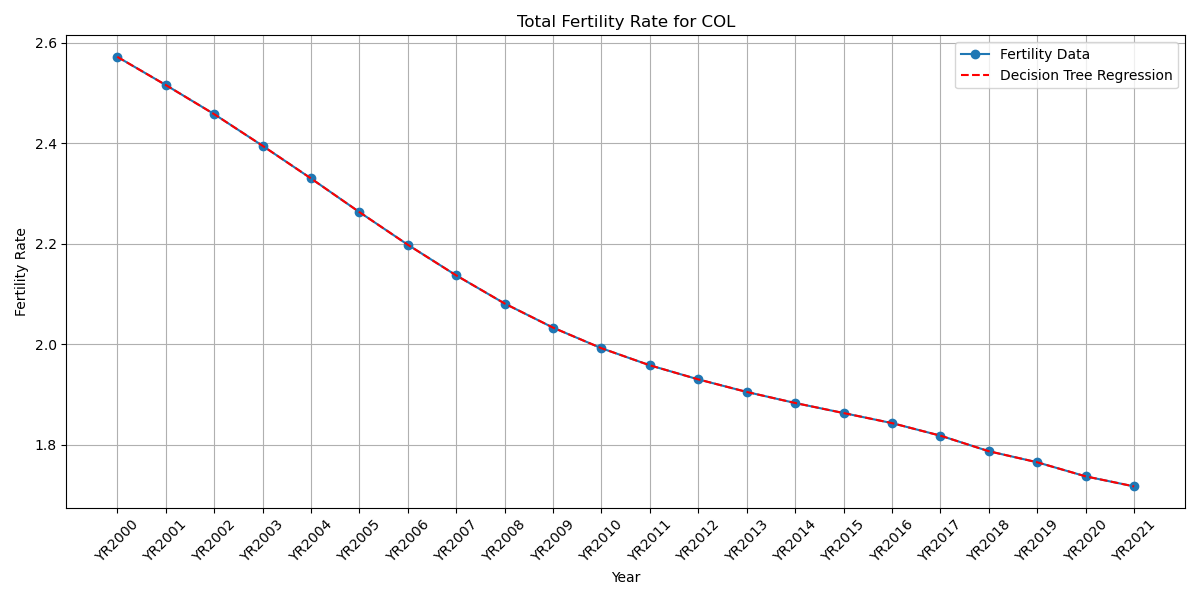 Total Fertility Rate for COL
Fertility Data
Decision Tree Regression
Fertility Rate
2.6
2.4
2.2
2.0
1.8
YR2000
YR2001
YR2002
YR2003
YR2004
YR2005
YR2006
YR2007
YR2008
YR2009
YR2010
YR2011
YR2012
YR2013
YR2014
YR2015
YR2016
YR2017
YR2018
YR2019
YR2020
YR2021
Year